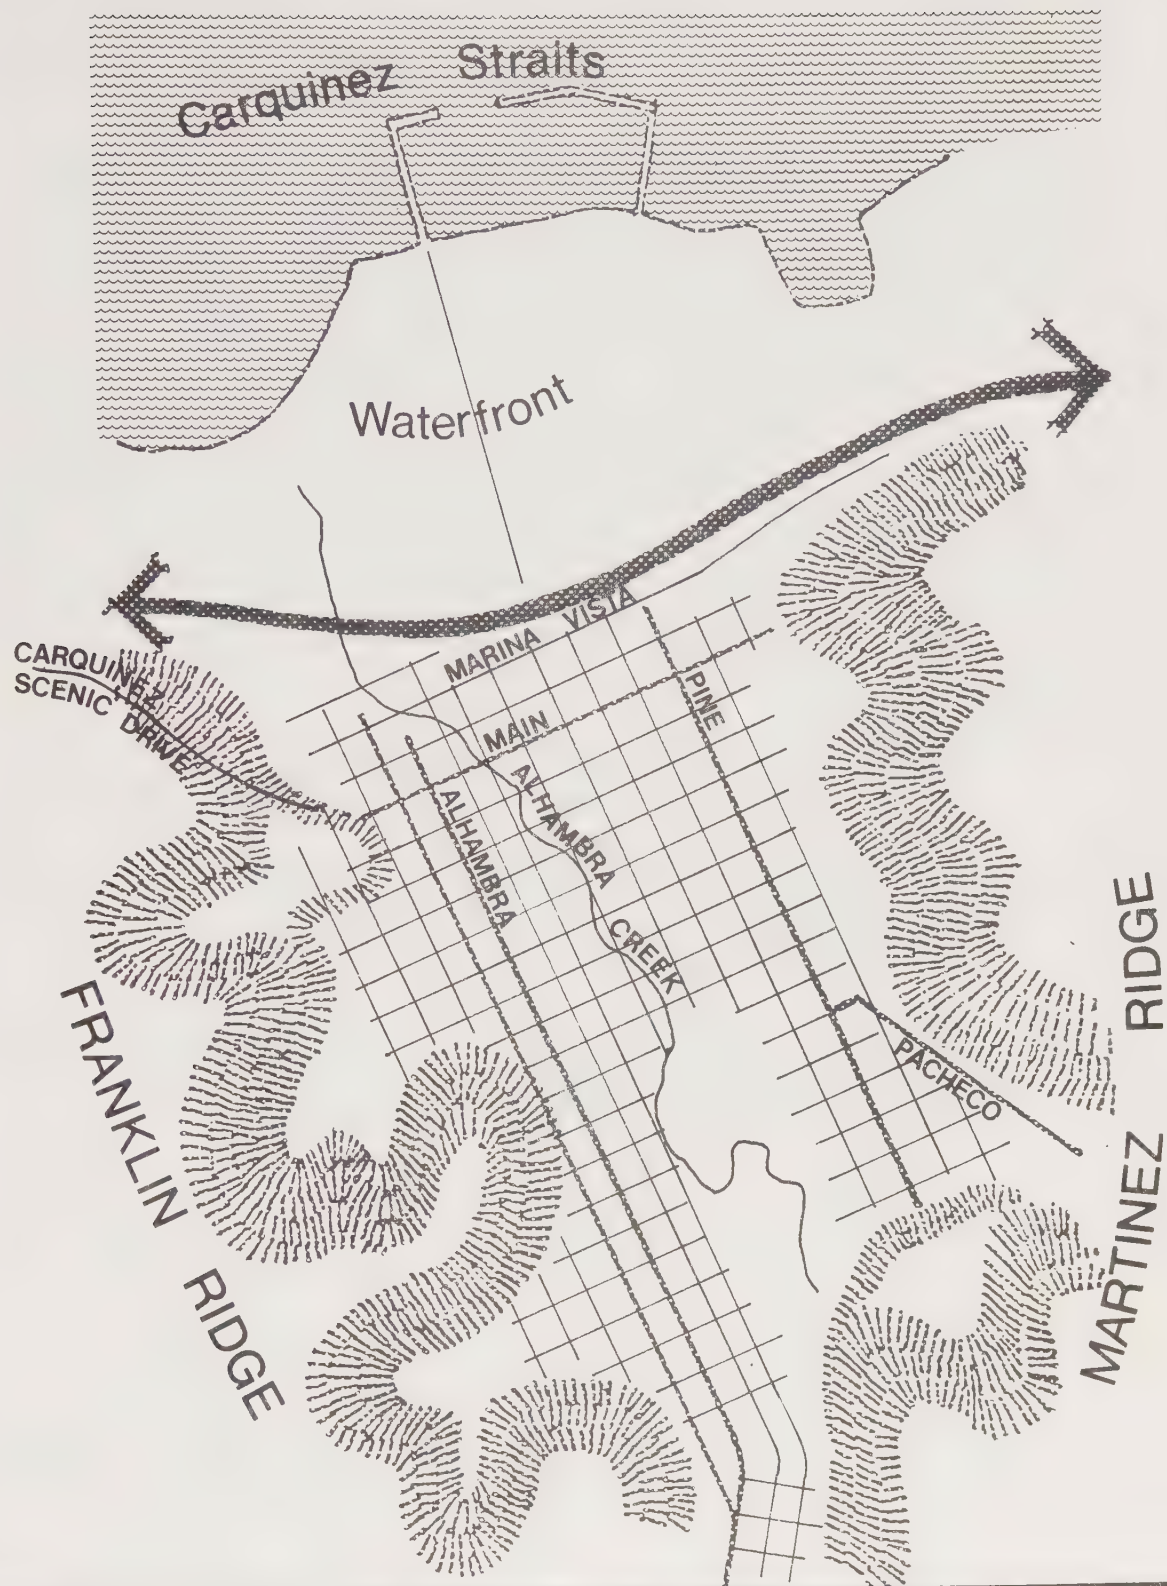 Carquinez Straits
Waterfront
MARINA VISTA
CARQUINEZ
SCENIC DRIVE
MAIN
PINE
ALHAMBRA
ALHAMBRA CREEK
PACHECO
FRANKLIN RIDGE
MARTINEZ RIDGE